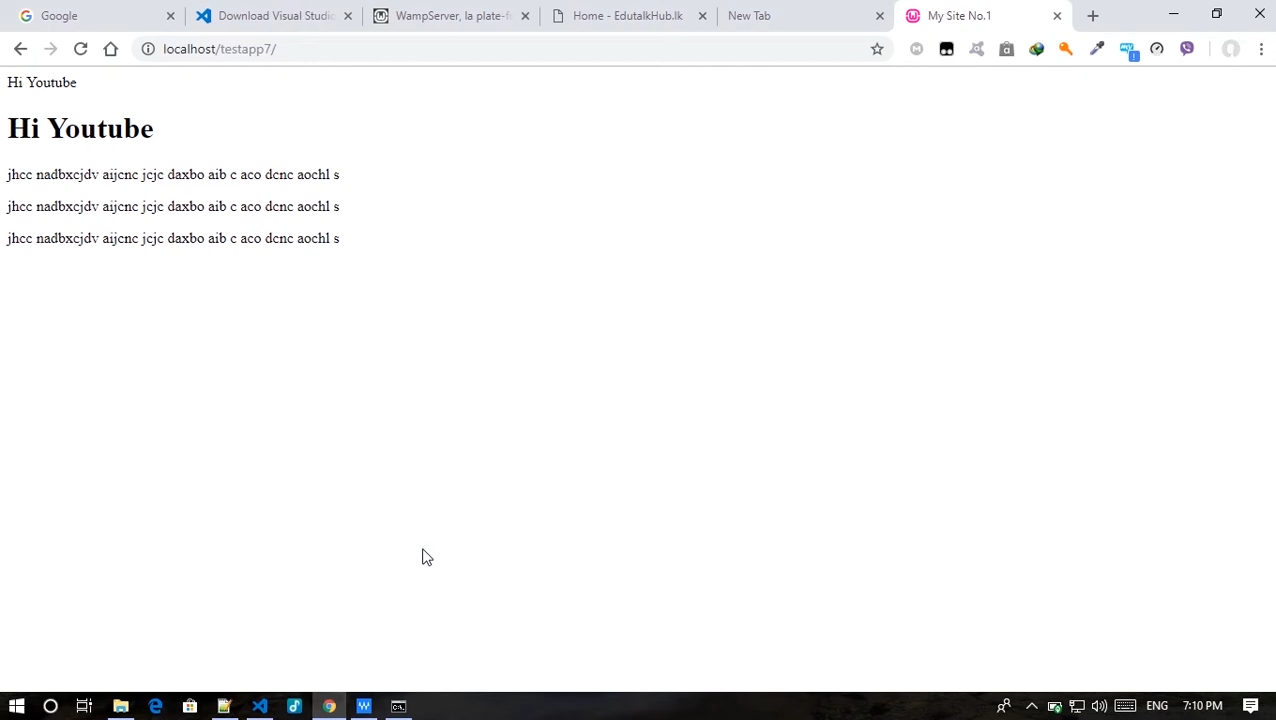 Google
Download Visual Studi
WampServer, la plate-f
Home - EdutalkHub.lk
New Tab
My Site No.1
localhost/testapp7/
Hi Youtube
Hi Youtube
jhcc nadbxcjdv aijcnc jcjc daxbo aib c aco dcnc aochl s
jhcc nadbxcjdv aijcnc jcjc daxbo aib c aco dcnc aochl s
jhcc nadbxcjdv aijcnc jcjc daxbo aib c aco dcnc aochl s
ENG
7:10 PM